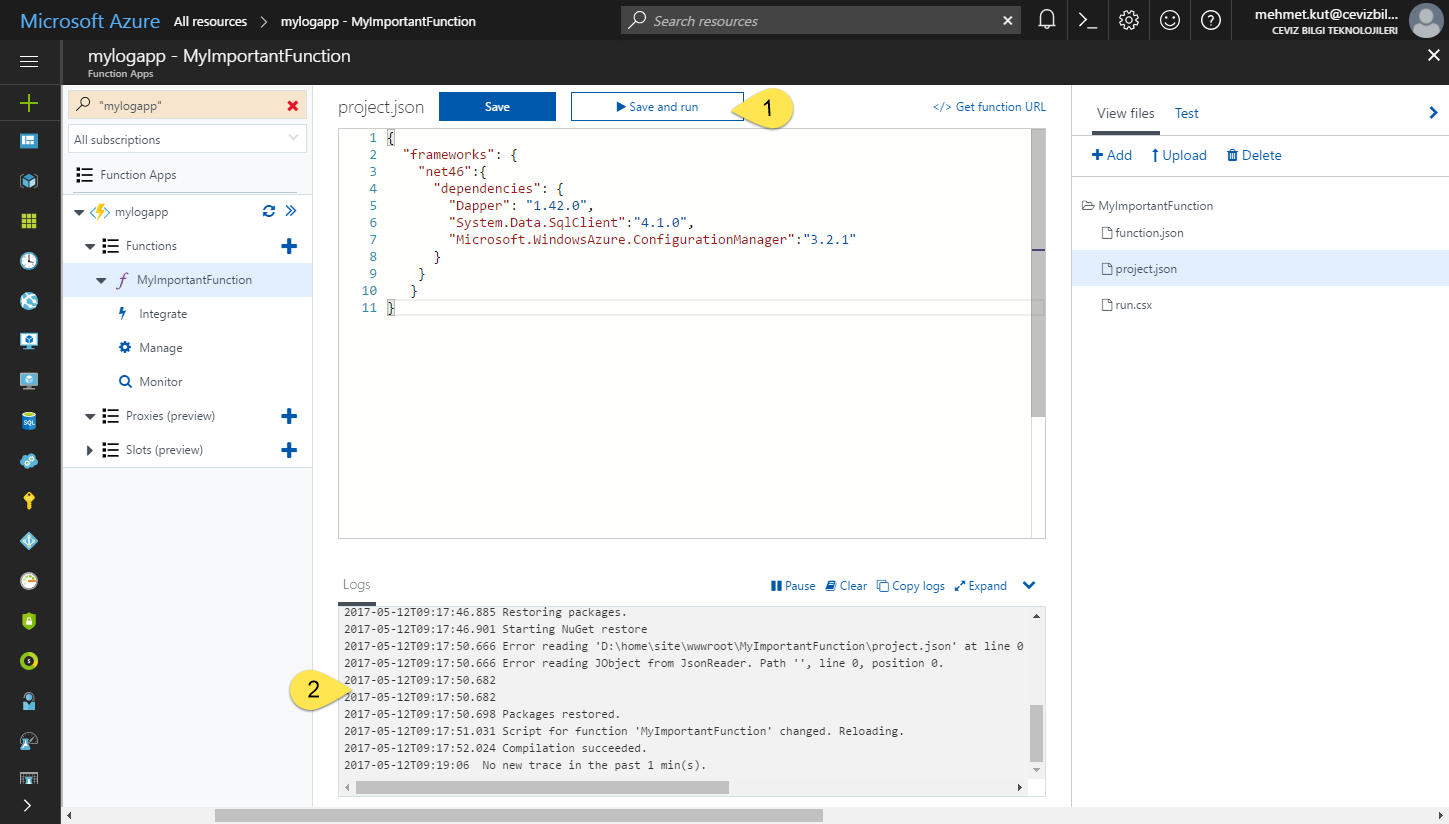 Microsoft Azure All resources > mylogapp - MyImportantFunction
Search resources
mehmet.kut@cevizbil...
CEVIZ BILGI TEKNOLOJILERI
mylogapp - MyImportantFunction
Function Apps
"mylogapp"
All subscriptions
Function Apps
mylogapp
Functions
MyImportantFunction
Integrate
Manage
Monitor
Proxies (preview)
Slots (preview)
project.json Save Save and run 1 </> Get function URL
1 {
2 "frameworks": {
3 "net46":{
4 "dependencies": {
5 "Dapper": "1.42.0",
6 "System.Data.SqlClient":"4.1.0",
7 "Microsoft.WindowsAzure.ConfigurationManager":"3.2.1"
8 }
9 }
10 }
11 }
Logs Pause Clear Copy logs Expand
2017-05-12T09:17:46.885 Restoring packages.
2017-05-12T09:17:46.901 Starting NuGet restore
2017-05-12T09:17:50.666 Error reading 'D:\home\site\wwwroot\MyImportantFunction\project.json' at line 0
2017-05-12T09:17:50.666 Error reading JObject from JsonReader. Path '', line 0, position 0.
2017-05-12T09:17:50.682
2 2017-05-12T09:17:50.682
2017-05-12T09:17:50.698 Packages restored.
2017-05-12T09:17:51.031 Script for function 'MyImportantFunction' changed. Reloading.
2017-05-12T09:17:52.024 Compilation succeeded.
2017-05-12T09:19:06 No new trace in the past 1 min(s).
View files Test
Add Upload Delete
MyImportantFunction
function.json
project.json
run.csx
SQL